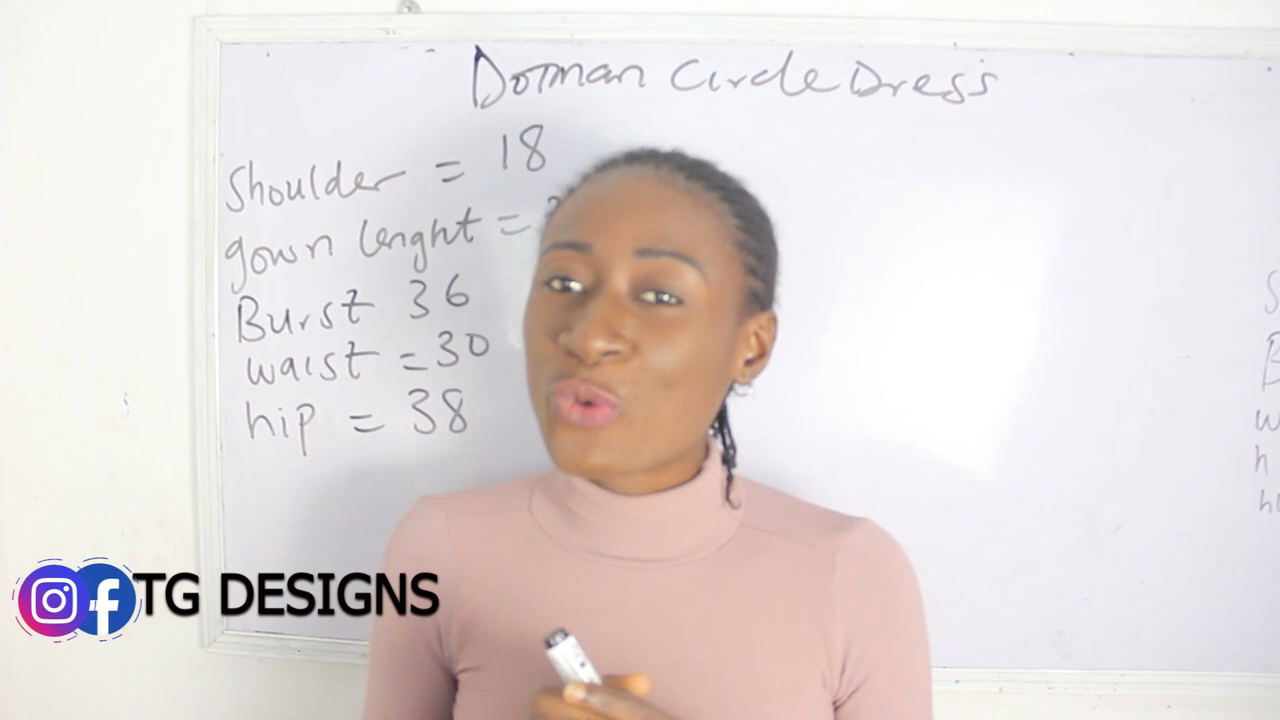 Dorman Circle Dress
Shoulder = 18
gown lenght =
Burst 36
waist = 30
hip = 38
TG DESIGNS